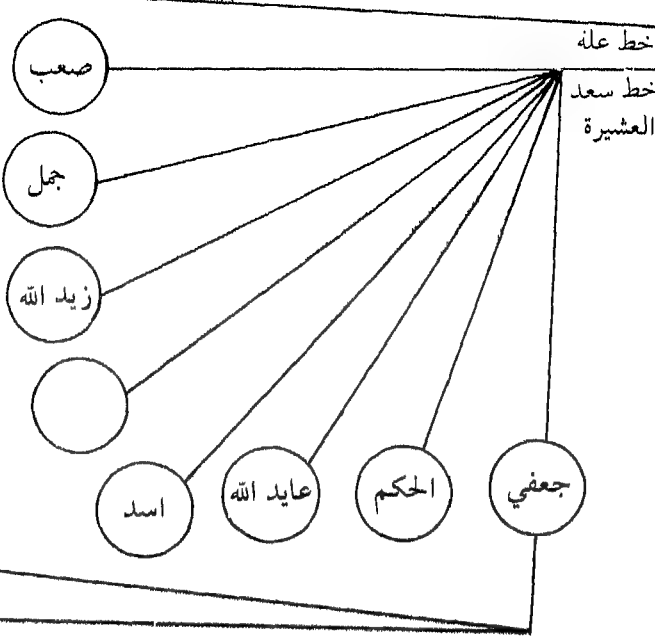 خط علة
خط سعد
العشيرة
صعب
جمل
زيد الله
اسد
عايد الله
الحكم
جعفي